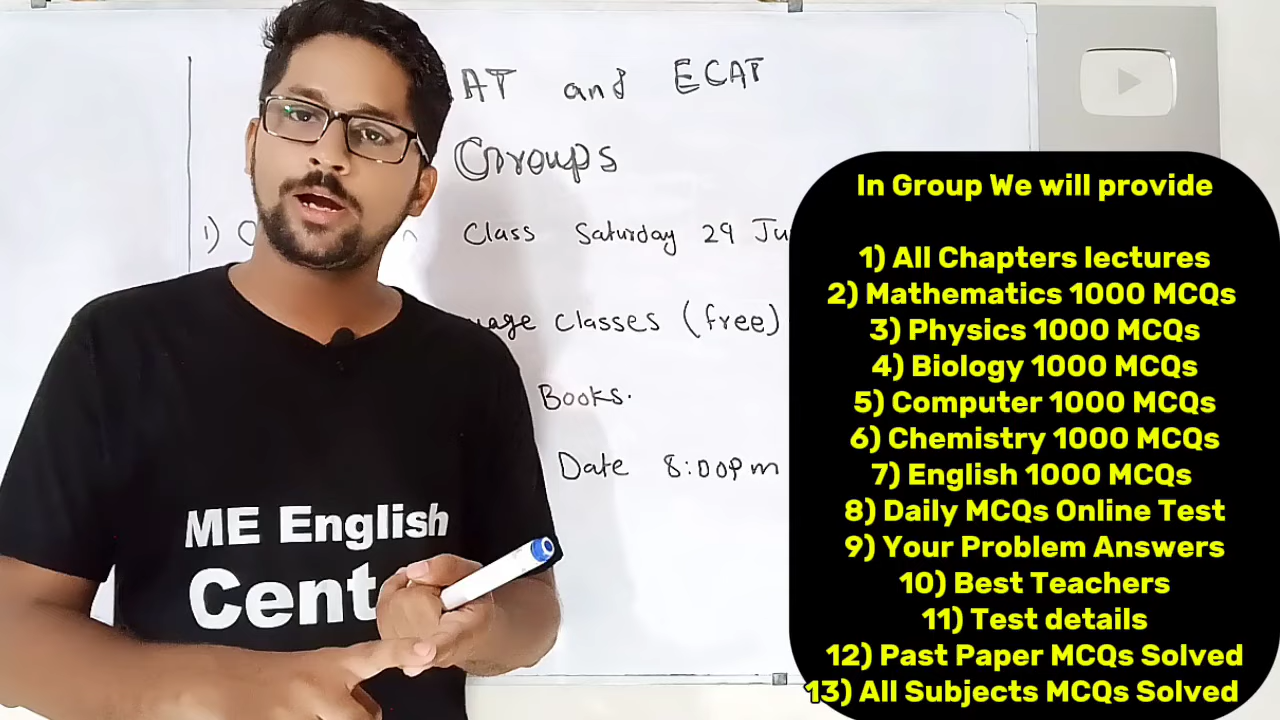 AT and ECAT
Groups
1) O n Class Saturday 29 Ju
uage classes (free)
Books.
Date 8:00pm
ME English
Cent
In Group We will provide
1) All Chapters lectures
2) Mathematics 1000 MCQs
3) Physics 1000 MCQs
4) Biology 1000 MCQs
5) Computer 1000 MCQs
6) Chemistry 1000 MCQs
7) English 1000 MCQs
8) Daily MCQs Online Test
9) Your Problem Answers
10) Best Teachers
11) Test details
12) Past Paper MCQs Solved
13) All Subjects MCQs Solved